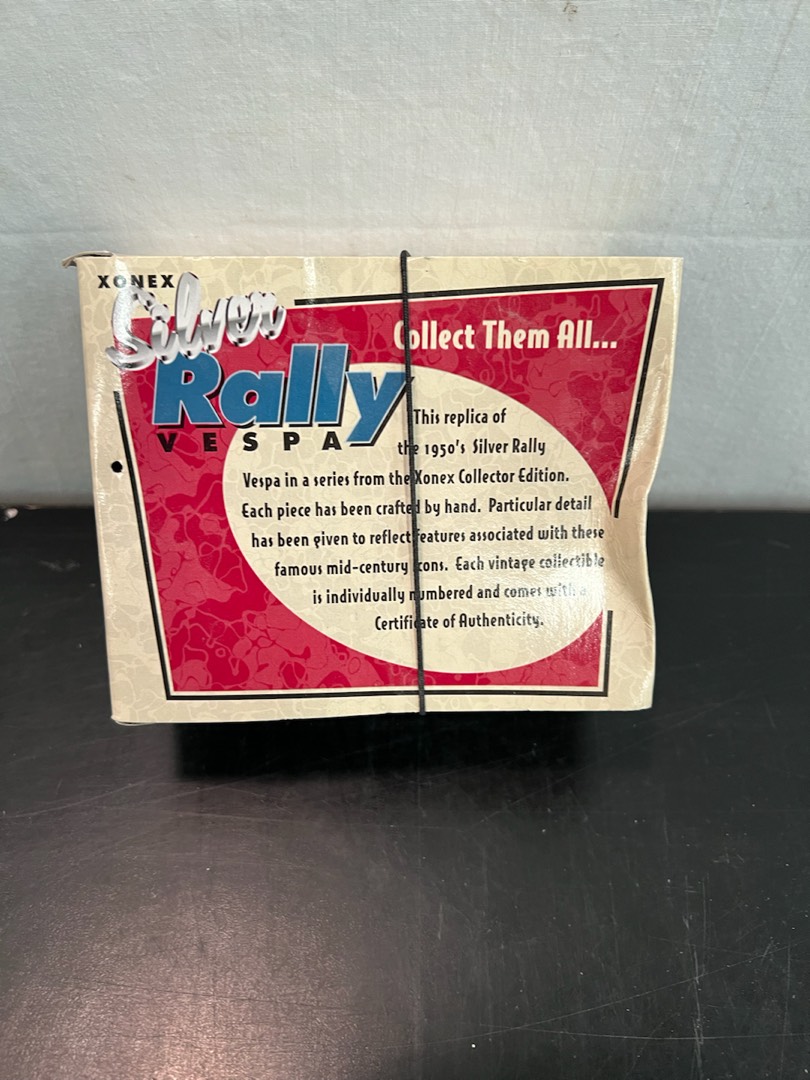 XONEX
Silver
Rally
VESPA
Collect Them All...
This replica of
the 1950's Silver Rally
Vespa in a series from the Xonex Collector Edition.
Each piece has been crafted by hand. Particular detail
has been given to reflect features associated with these
famous mid-century icons. Each vintage collectible
is individually numbered and comes with a
Certificate of Authenticity.